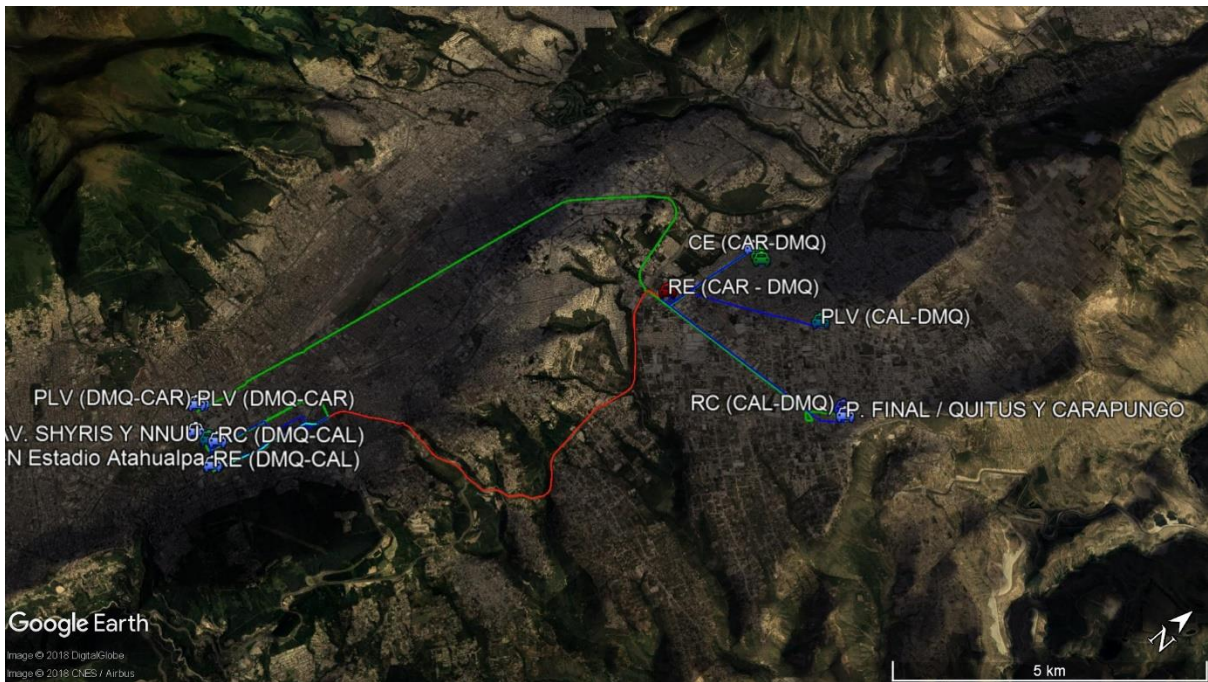 CE (CAR-DMQ)
RE (CAR - DMQ)
PLV (CAL-DMQ)
PLV (DMQ-CAR)
PLV (DMQ-CAR)
RC (CAL-DMQ)
P. FINAL / QUITUS Y CARAPUNGO
AV. SHYRIS Y NNUU
RC (DMQ-CAL)
N Estadio Atahualpa
RE (DMQ-CAL)
Google Earth
N
Image © 2018 DigitalGlobe
Image © 2018 CNES / Airbus
5 km